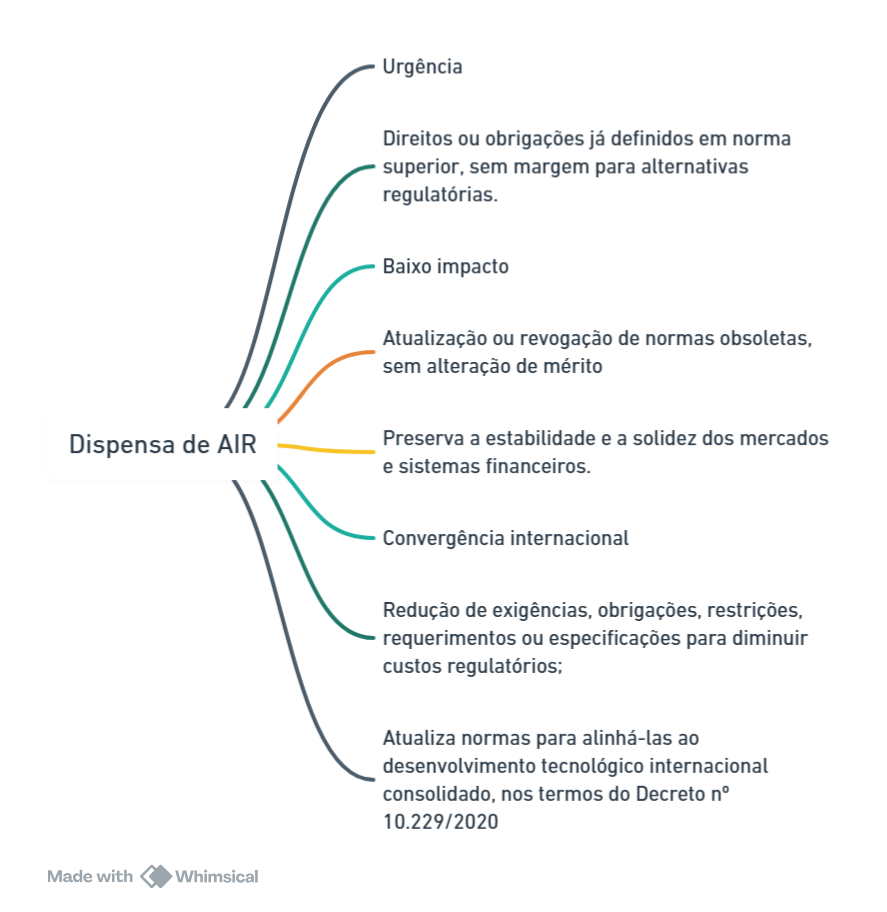 Urgência
Direitos ou obrigações já definidos em norma
superior, sem margem para alternativas
regulatórias.
Baixo impacto
Atualização ou revogação de normas obsoletas,
sem alteração de mérito
Dispensa de AIR
Preserva a estabilidade e a solidez dos mercados
e sistemas financeiros.
Convergência internacional
Redução de exigências, obrigações, restrições,
requerimentos ou especificações para diminuir
custos regulatórios;
Atualiza normas para alinhá-las ao
desenvolvimento tecnológico internacional
consolidado, nos termos do Decreto nº
10.229/2020
Made with Whimsical